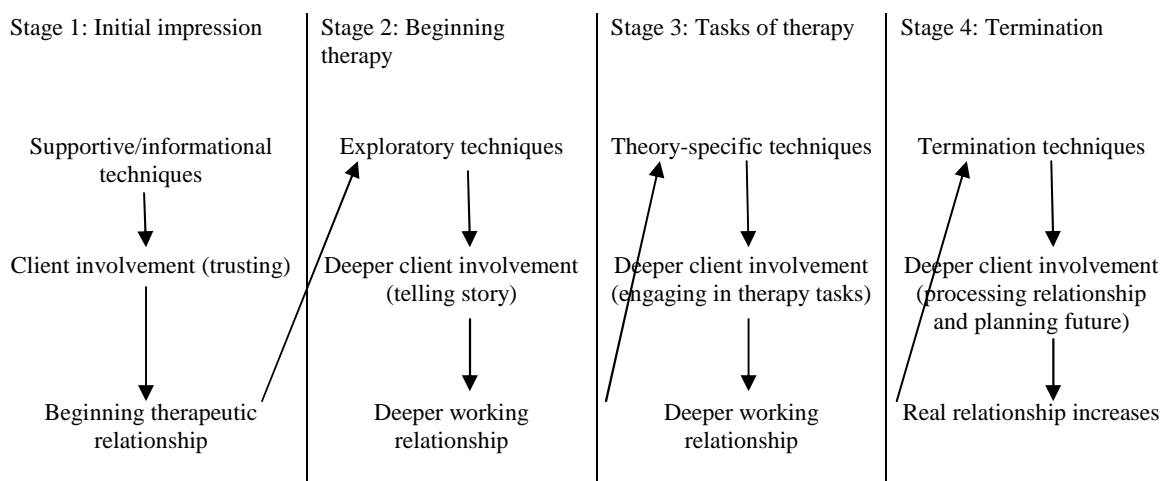 Stage 1: Initial impression
Supportive/informational
techniques
Client involvement (trusting)
Beginning therapeutic
relationship
Stage 2: Beginning
therapy
Exploratory techniques
Deeper client involvement
(telling story)
Deeper working
relationship
Stage 3: Tasks of therapy
Theory-specific techniques
Deeper client involvement
(engaging in therapy tasks)
Deeper working
relationship
Stage 4: Termination
Termination techniques
Deeper client involvement
(processing relationship
and planning future)
Real relationship increases